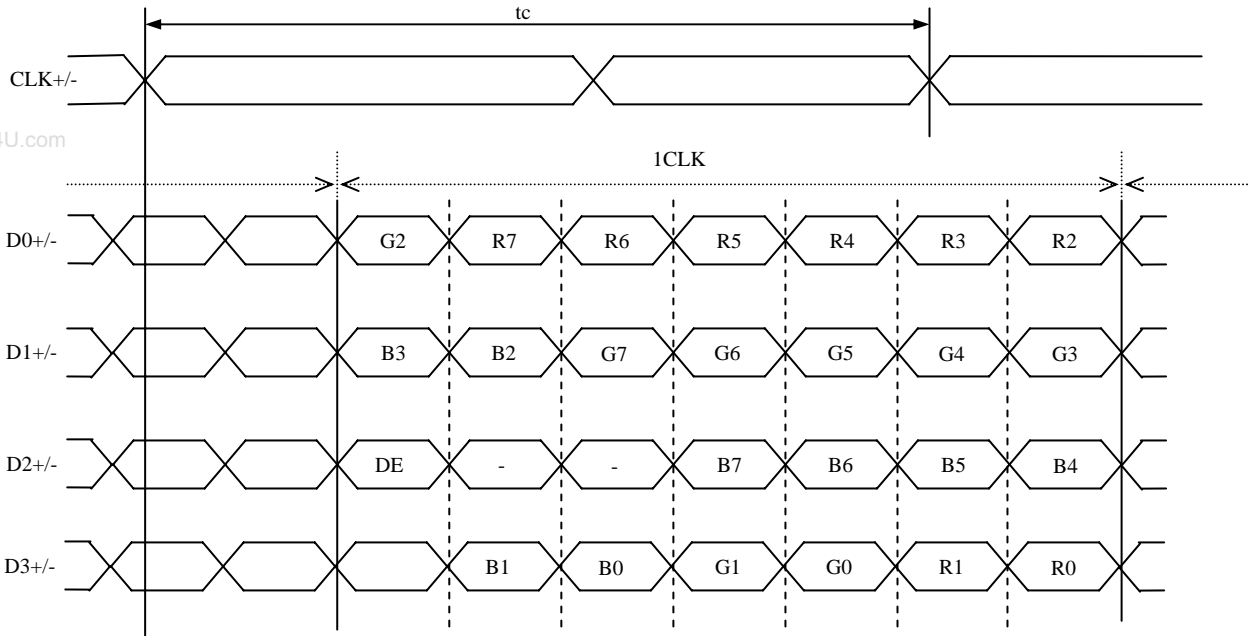 tc
CLK+/-
4U.com
1CLK
D0+/- G2 R7 R6 R5 R4 R3 R2
D1+/- B3 B2 G7 G6 G5 G4 G3
D2+/- DE - - B7 B6 B5 B4
D3+/- B1 B0 G1 G0 R1 R0